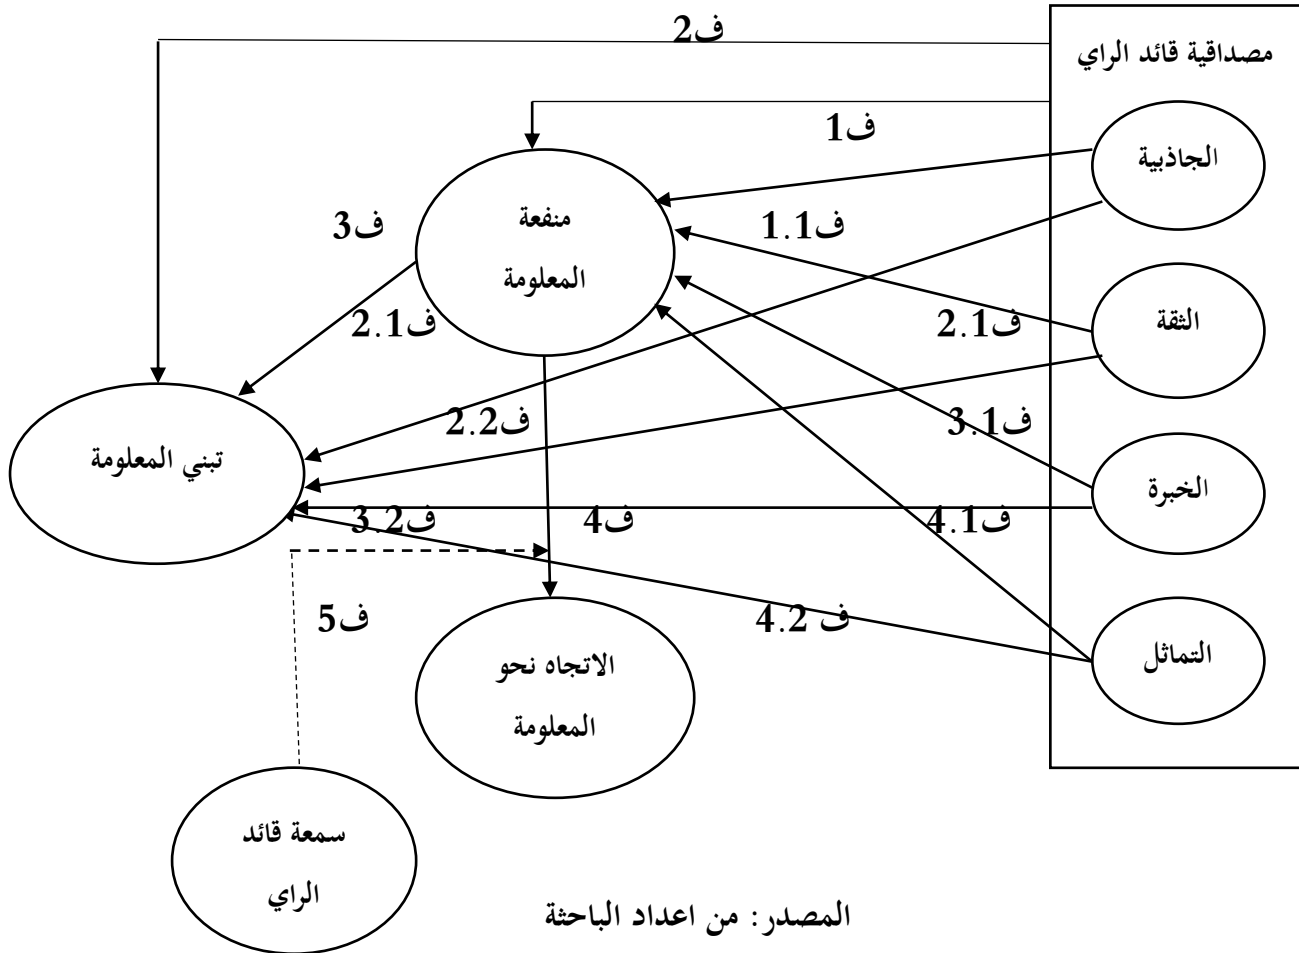 ف2
مصداقية قائد الراي
ف1
الجاذبية
منفعة
المعلومة
ف3
ف1.1
ف2.1
ف2.1
الثقة
ف2.2
ف3.1
تبني المعلومة
الخبرة
ف3.2
ف4
ف4.1
ف5
ف 4.2
التماثل
الاتجاه نحو
المعلومة
سمعة قائد
الراي
المصدر: من اعداد الباحثة